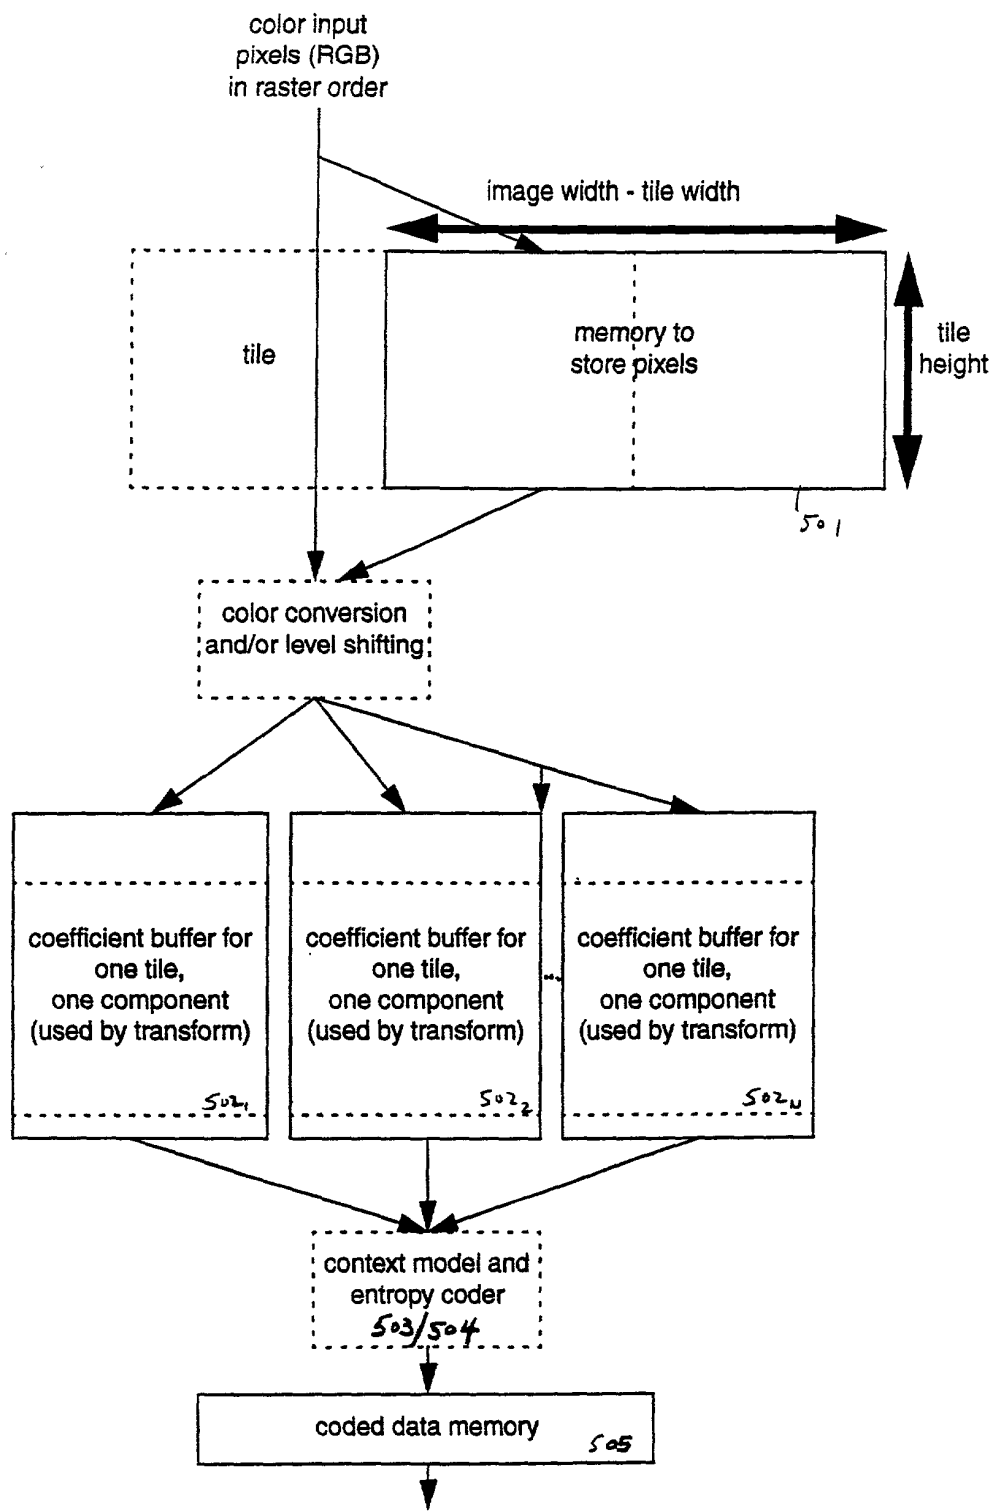 color input
pixels (RGB)
in raster order
image width - tile width
tile
memory to
store pixels
tile
height
501
color conversion
and/or level shifting
coefficient buffer for
one tile,
one component
(used by transform)
502₁
coefficient buffer for
one tile,
one component
(used by transform)
502₂
...
coefficient buffer for
one tile,
one component
(used by transform)
502N
context model and
entropy coder
503/504
coded data memory
505